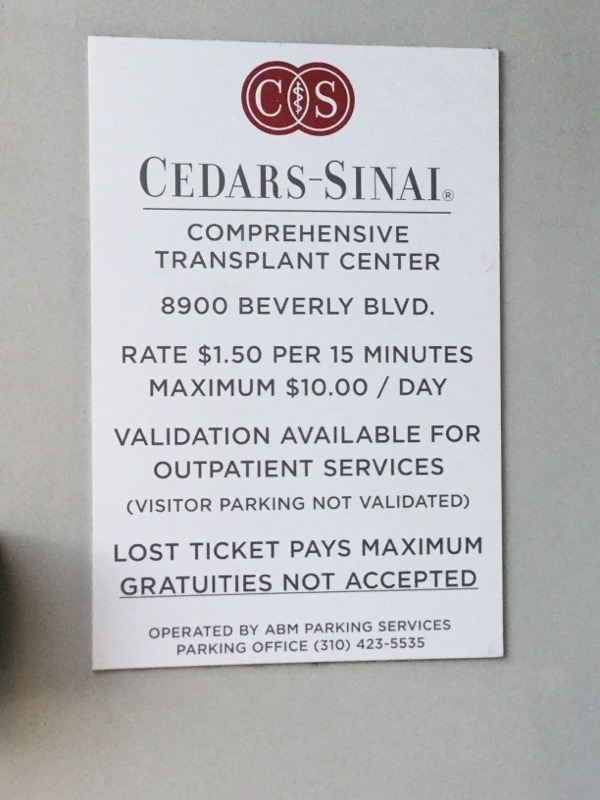 CS
CEDARS-SINAI®
COMPREHENSIVE
TRANSPLANT CENTER
8900 BEVERLY BLVD.
RATE $1.50 PER 15 MINUTES
MAXIMUM $10.00 / DAY
VALIDATION AVAILABLE FOR
OUTPATIENT SERVICES
(VISITOR PARKING NOT VALIDATED)
LOST TICKET PAYS MAXIMUM
GRATUITIES NOT ACCEPTED
OPERATED BY ABM PARKING SERVICES
PARKING OFFICE (310) 423-5535